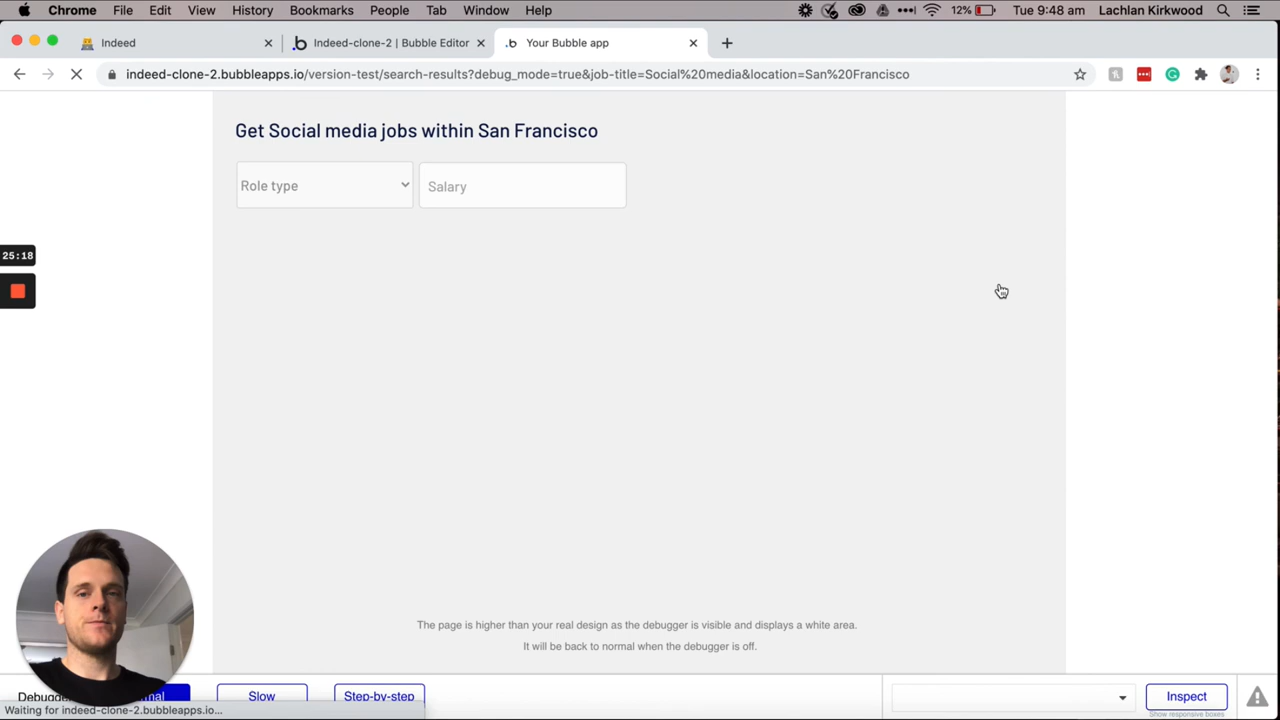 Chrome File Edit View History Bookmarks People Tab Window Help 12% Tue 9:48 am Lachlan Kirkwood
Indeed Indeed-clone-2 | Bubble Editor Your Bubble app
indeed-clone-2.bubbleapps.io/version-test/search-results?debug_mode=true&job-title=Social%20media&location=San%20Francisco
Get Social media jobs within San Francisco
Role type Salary
25:18
The page is higher than your real design as the debugger is visible and displays a white area.
It will be back to normal when the debugger is off.
Slow Step-by-step Inspect
Waiting for indeed-clone-2.bubbleapps.io...
Show responsive boxes